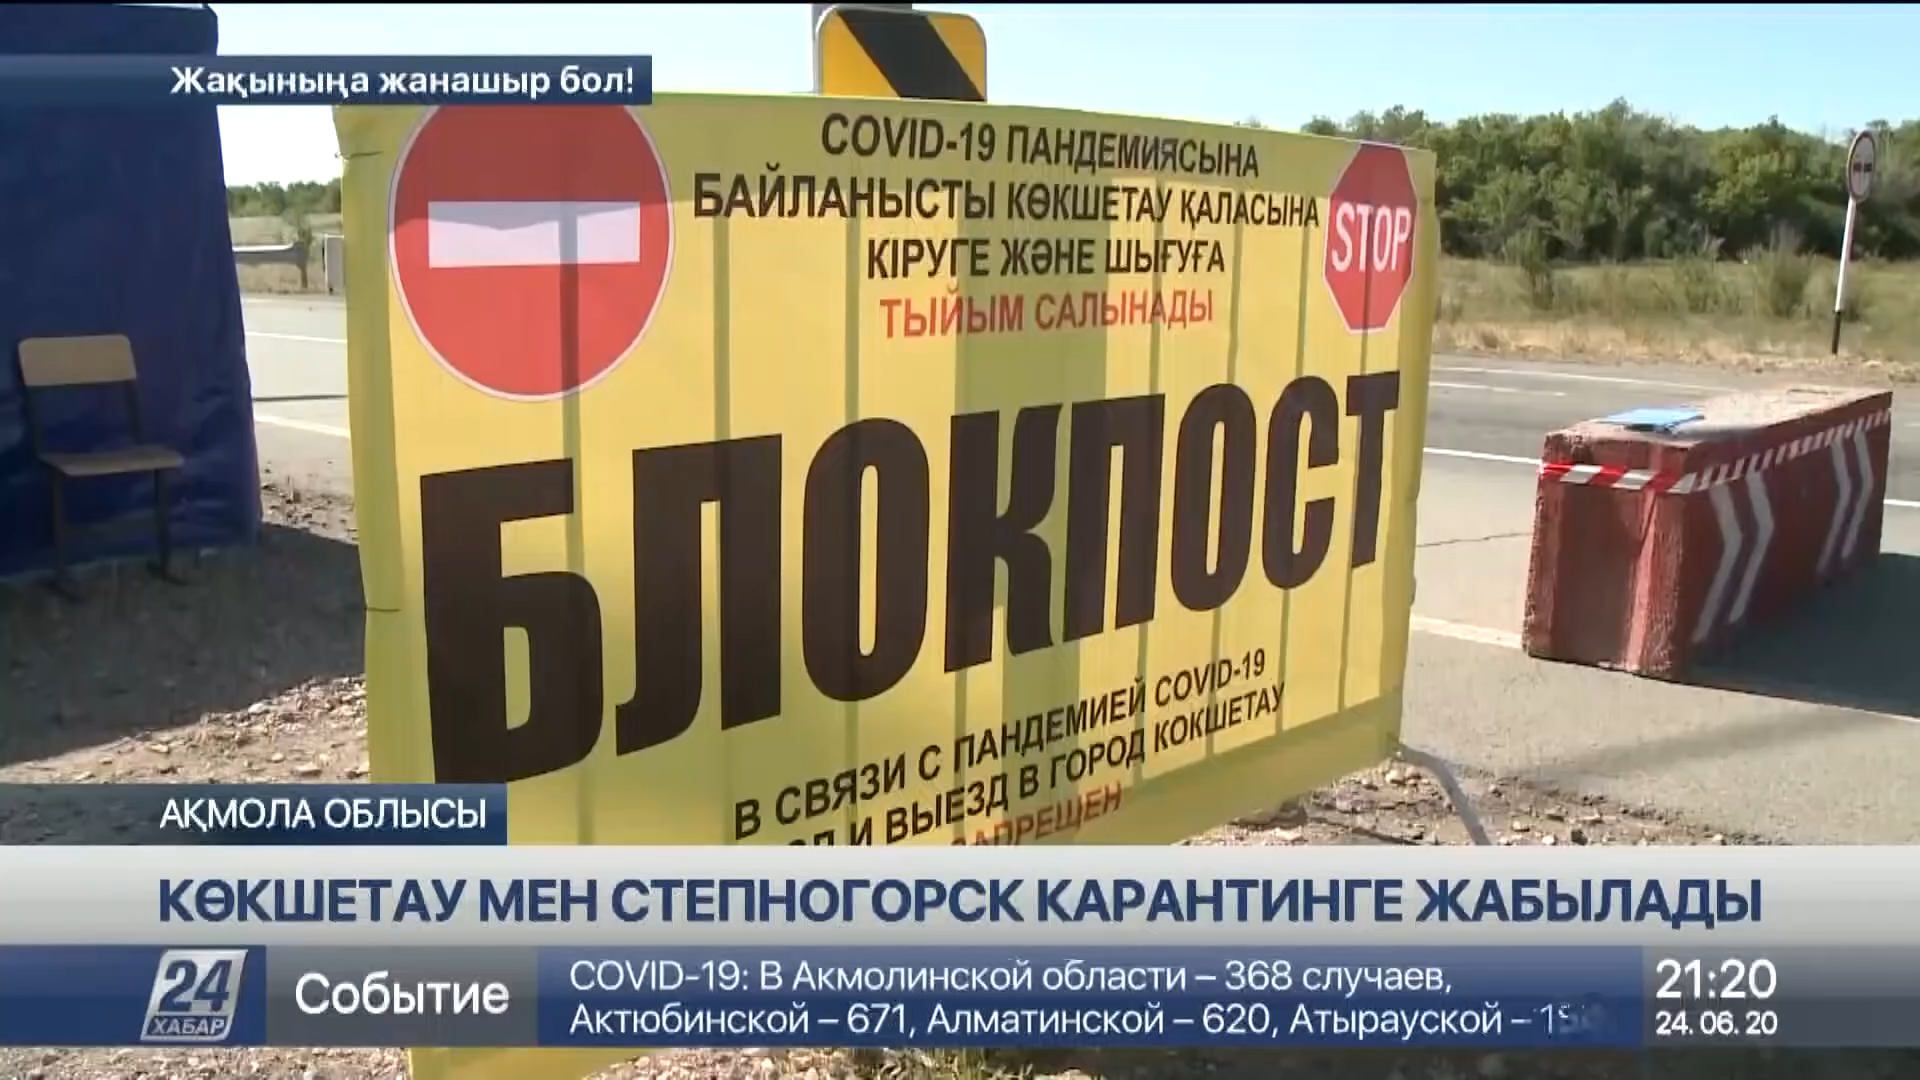 Жақыныңа жанашыр бол!
COVID-19 ПАНДЕМИЯСЫНА
БАЙЛАНЫСТЫ КӨКШЕТАУ ҚАЛАСЫНА
КІРУГЕ ЖӘНЕ ШЫҒУҒА
ТЫЙЫМ САЛЫНАДЫ
STOP
БЛОКПОСТ
В СВЯЗИ С ПАНДЕМИЕЙ COVID-19
И ВЫЕЗД В ГОРОД КОКШЕТАУ
ЗАПРЕЩЕН
АҚМОЛА ОБЛЫСЫ
КӨКШЕТАУ МЕН СТЕПНОГОРСК КАРАНТИНГЕ ЖАБЫЛАДЫ
24
ХАБАР
Событие
COVID-19: В Акмолинской области – 368 случаев,
Актюбинской – 671, Алматинской – 620, Атырауской –
21:20
24. 06. 20